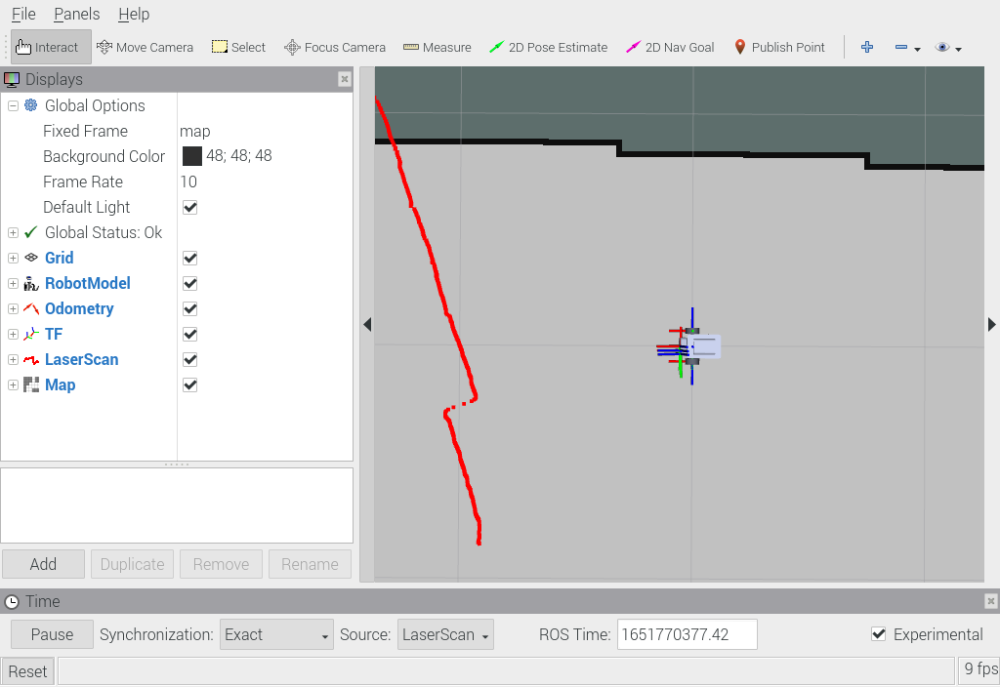 File Panels Help
Interact Move Camera Select Focus Camera Measure 2D Pose Estimate 2D Nav Goal Publish Point
Displays
Global Options
Fixed Frame map
Background Color 48; 48; 48
Frame Rate 10
Default Light
Global Status: Ok
Grid
RobotModel
Odometry
TF
LaserScan
Map
Add Duplicate Remove Rename
Time
Pause Synchronization: Exact Source: LaserScan ROS Time: 1651770377.42 Experimental
Reset 9 fps